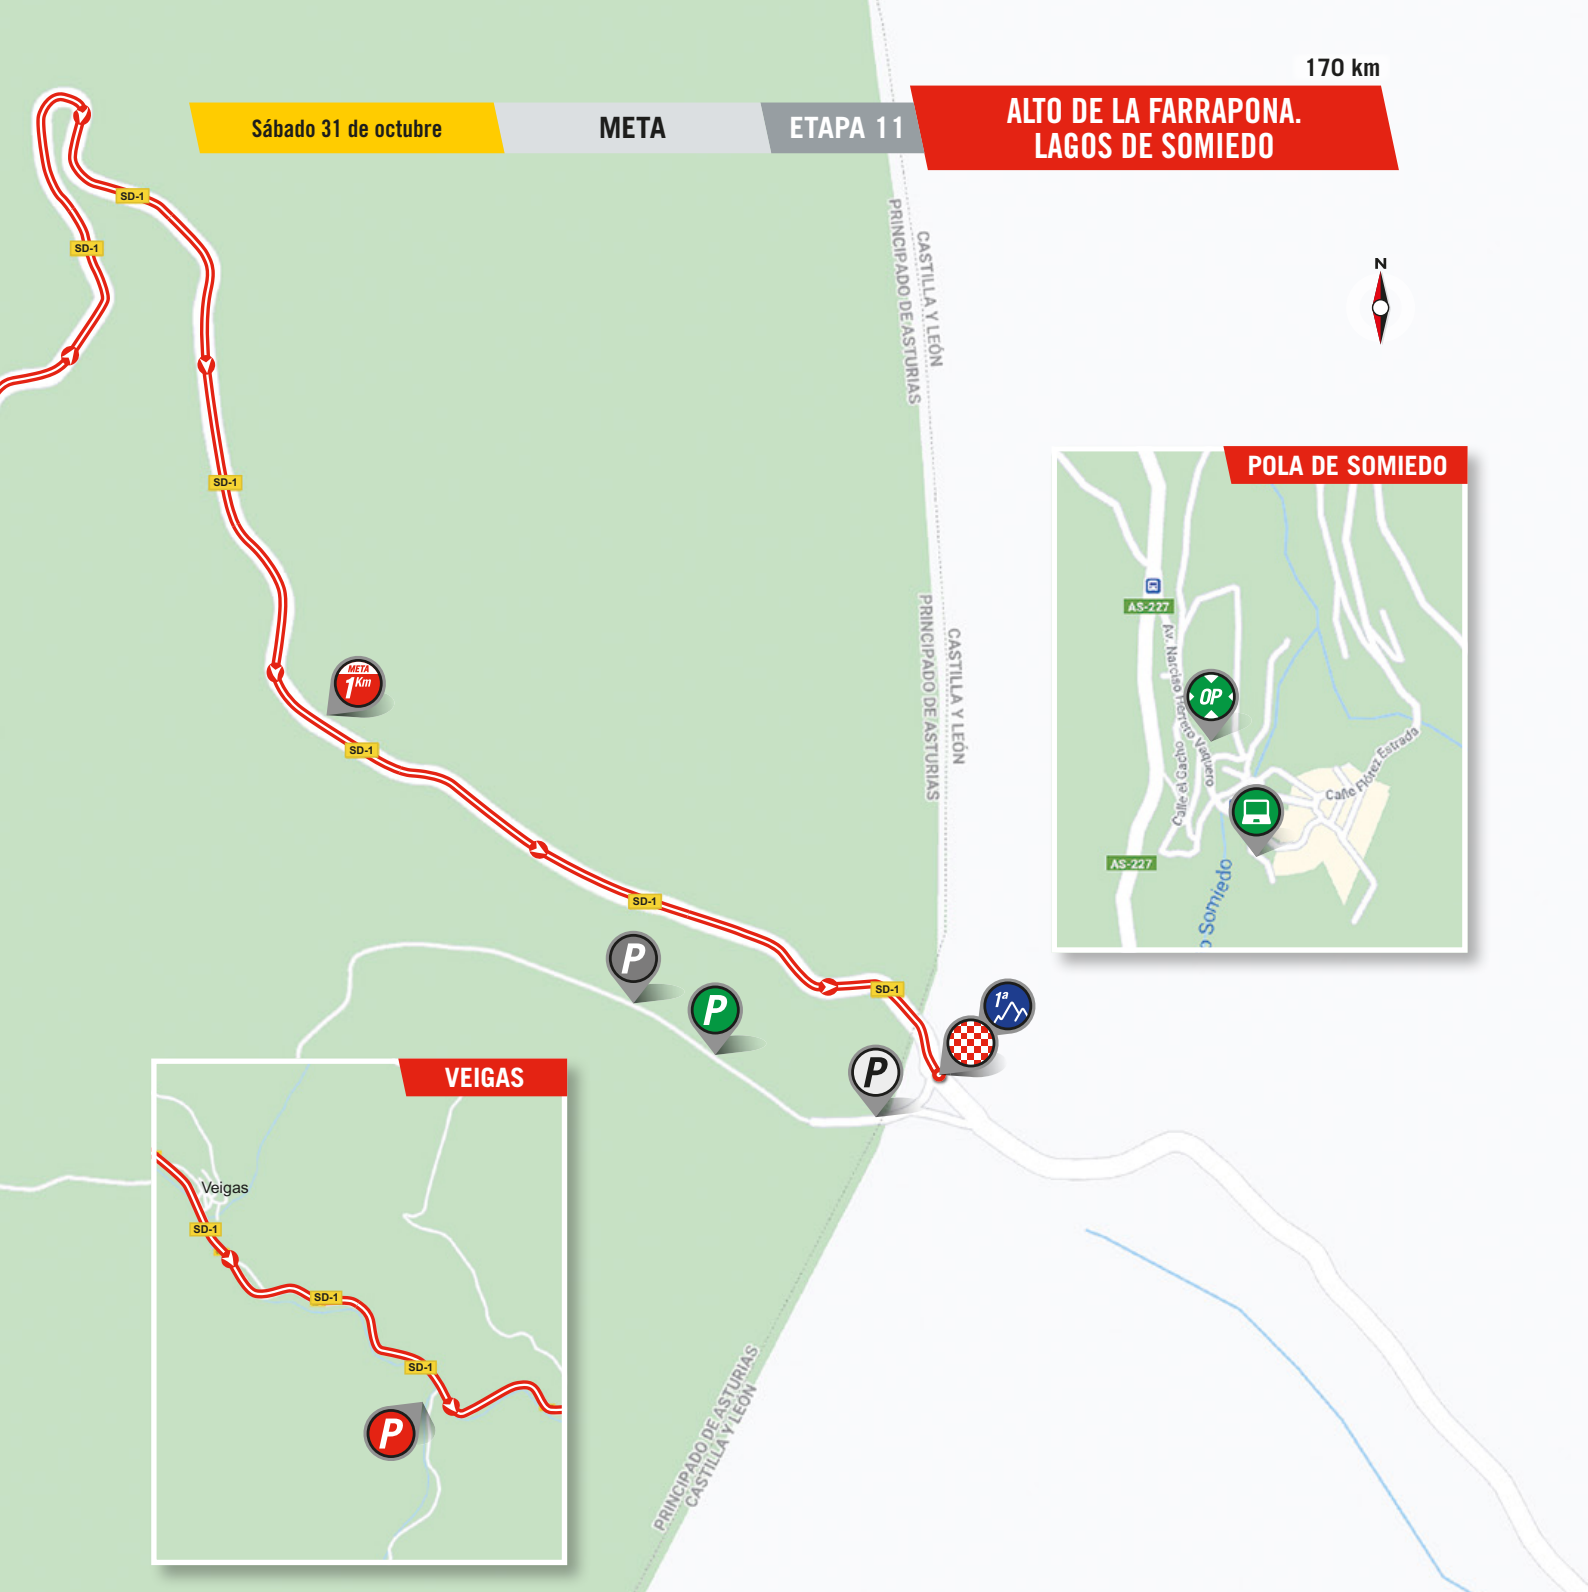 170 km
Sábado 31 de octubre
META
ETAPA 11
ALTO DE LA FARRAPONA.
LAGOS DE SOMIEDO
SD-1
SD-1
PRINCIPADO DE ASTURIAS
CASTILLA Y LEÓN
N
SD-1
POLA DE SOMIEDO
AS-227
Av. Narciso Herrero Vaquero
OP
Calle el Gacho
Calle Flórez Estrada
AS-227
o Somiedo
PRINCIPADO DE ASTURIAS
CASTILLA Y LEÓN
META
1Km
SD-1
SD-1
P
P
SD-1
1ª
P
VEIGAS
Veigas
SD-1
SD-1
SD-1
P
PRINCIPADO DE ASTURIAS
CASTILLA Y LEÓN